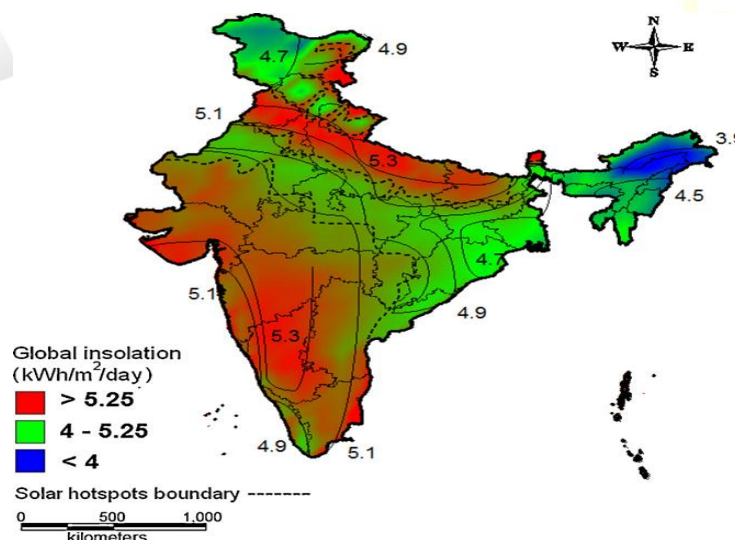 N
W E
S
4.7
4.9
5.1
5.3
3.9
4.5
4.7
5.1
4.9
5.3
4.9
5.1
Global insolation
(kWh/m²/day)
> 5.25
4 - 5.25
< 4
Solar hotspots boundary -------
0 500 1,000
kilometers